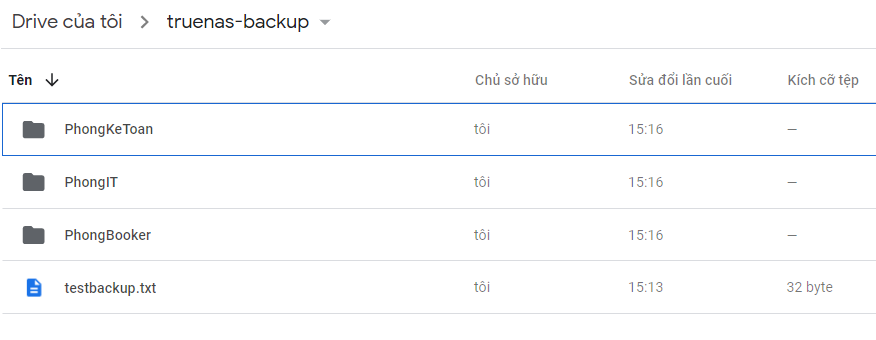 Drive của tôi > truenas-backup
Tên Chủ sở hữu Sửa đổi lần cuối Kích cỡ tệp
PhongKeToan tôi 15:16 —
PhongIT tôi 15:16 —
PhongBooker tôi 15:16 —
testbackup.txt tôi 15:13 32 byte